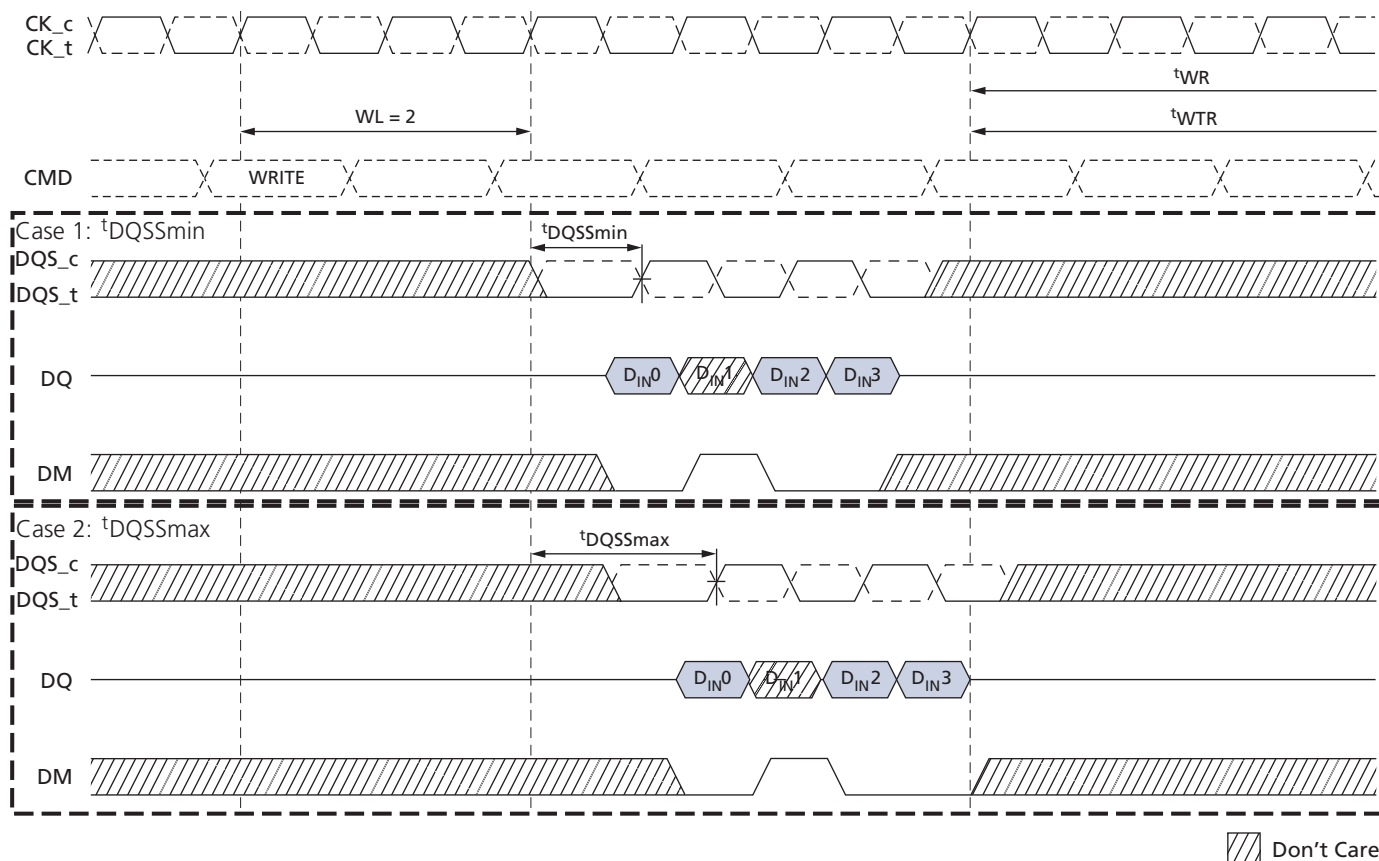 CK_c
CK_t
tWR
WL = 2
tWTR
CMD
WRITE
Case 1: tDQSSmin
tDQSSmin
DQS_c
DQS_t
DQ
DIN0 DIN1 DIN2 DIN3
DM
Case 2: tDQSSmax
tDQSSmax
DQS_c
DQS_t
DQ
DIN0 DIN1 DIN2 DIN3
DM
Don't Care